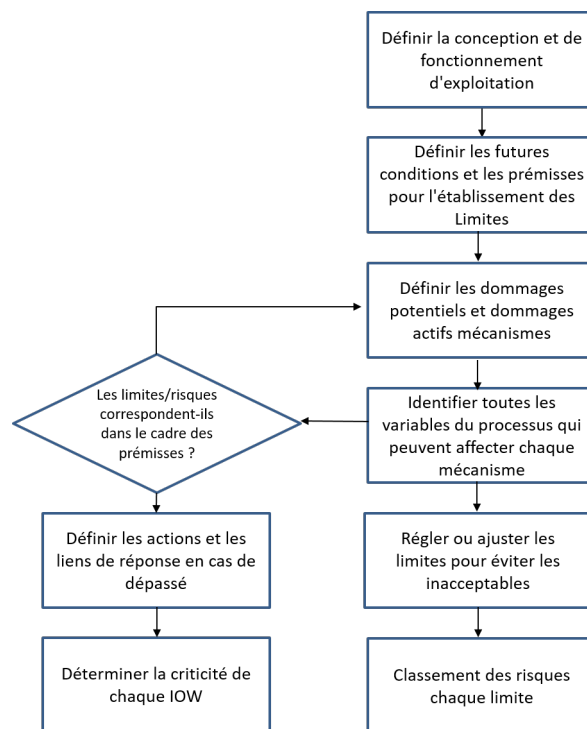 Définir la conception et de
fonctionnement
d'exploitation
Définir les futures
conditions et les prémisses
pour l'établissement des
Limites
Définir les dommages
potentiels et dommages
actifs mécanismes
Les limites/risques
correspondent-ils
dans le cadre des
prémisses ?
Identifier toutes les
variables du processus qui
peuvent affecter chaque
mécanisme
Définir les actions et les
liens de réponse en cas de
dépassé
Régler ou ajuster les
limites pour éviter les
inacceptables
Déterminer la criticité de
chaque IOW
Classement des risques
chaque limite